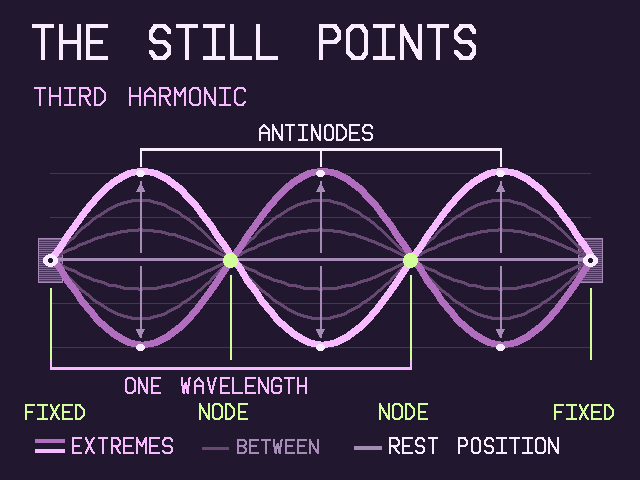 THE STILL POINTS
THIRD HARMONIC
ANTINODES
ONE WAVELENGTH
FIXED NODE NODE FIXED
EXTREMES BETWEEN REST POSITION